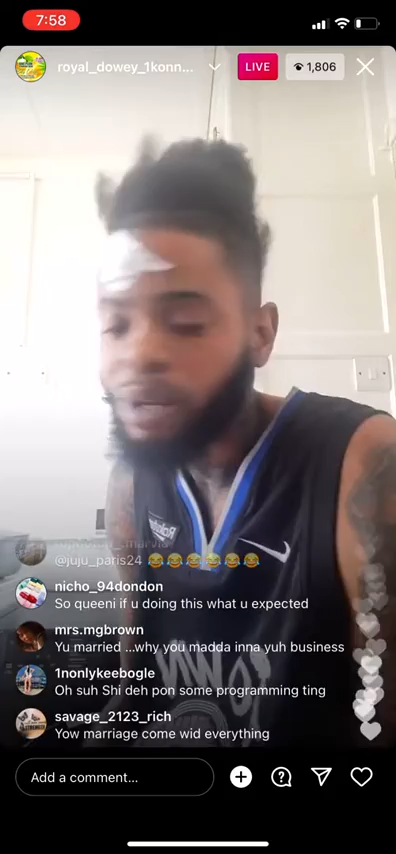 7:58
royal_dowey_1konn...
LIVE
1,806
@juju_paris24 😂😂😂😂😂😂
nicho_94dondon
So queeni if u doing this what u expected
mrs.mgbrown
Yu married ...why you madda inna yuh business
1nonlykeebogle
Oh suh Shi deh pon some programming ting
savage_2123_rich
Yow marriage come wid everything
Add a comment...